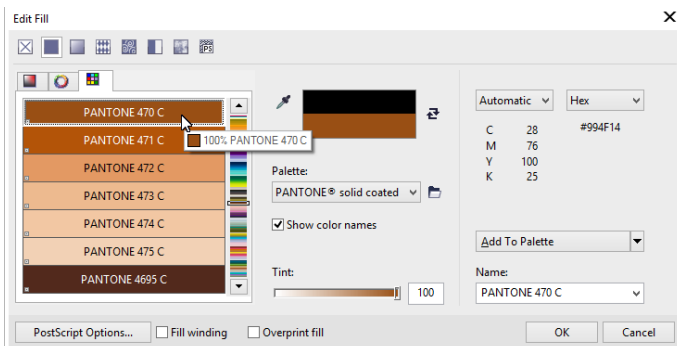 Edit Fill
PS
PANTONE 470 C
PANTONE 471 C
100% PANTONE 470 C
PANTONE 472 C
PANTONE 473 C
PANTONE 474 C
PANTONE 475 C
PANTONE 4695 C
Palette:
PANTONE® solid coated
Show color names
Tint:
100
Automatic
Hex
C 28
M 76
Y 100
K 25
#994F14
Add To Palette
Name:
PANTONE 470 C
PostScript Options...
Fill winding
Overprint fill
OK
Cancel